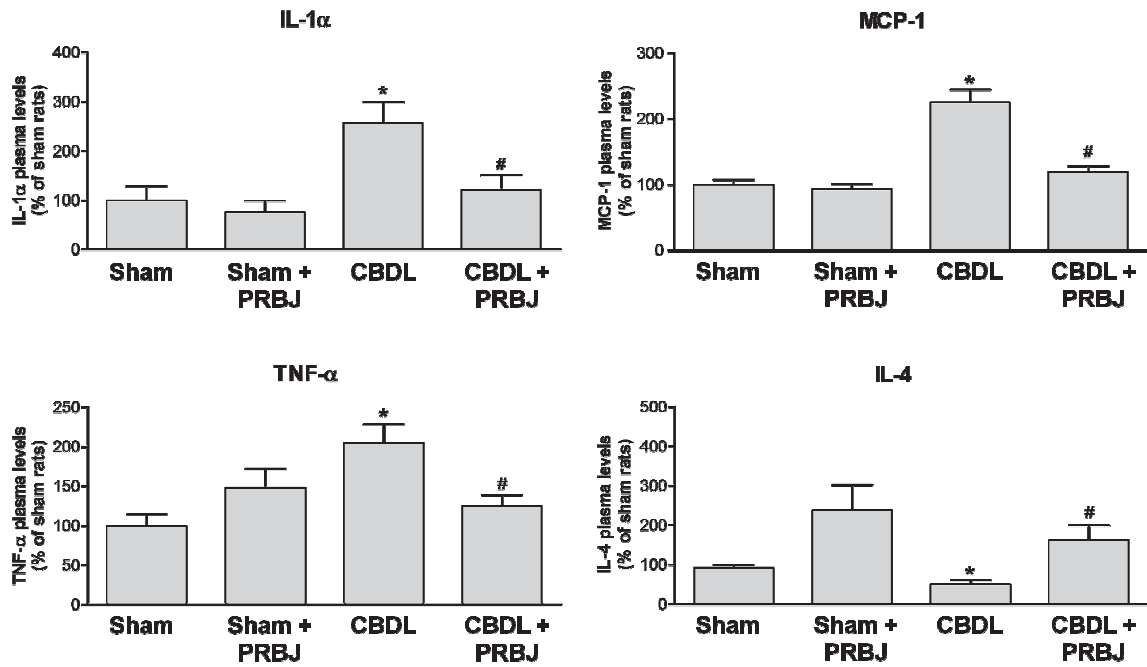 IL-1α
IL-1α plasma levels
(% of sham rats)
400
300
200
100
0
*
#
Sham
Sham +
PRBJ
CBDL
CBDL +
PRBJ
MCP-1
MCP-1 plasma levels
(% of sham rats)
300
200
100
0
*
#
Sham
Sham +
PRBJ
CBDL
CBDL +
PRBJ
TNF-α
TNF-α plasma levels
(% of sham rats)
250
200
150
100
50
0
*
#
Sham
Sham +
PRBJ
CBDL
CBDL +
PRBJ
IL-4
IL-4 plasma levels
(% of sham rats)
500
400
300
200
100
0
*
#
Sham
Sham +
PRBJ
CBDL
CBDL +
PRBJ